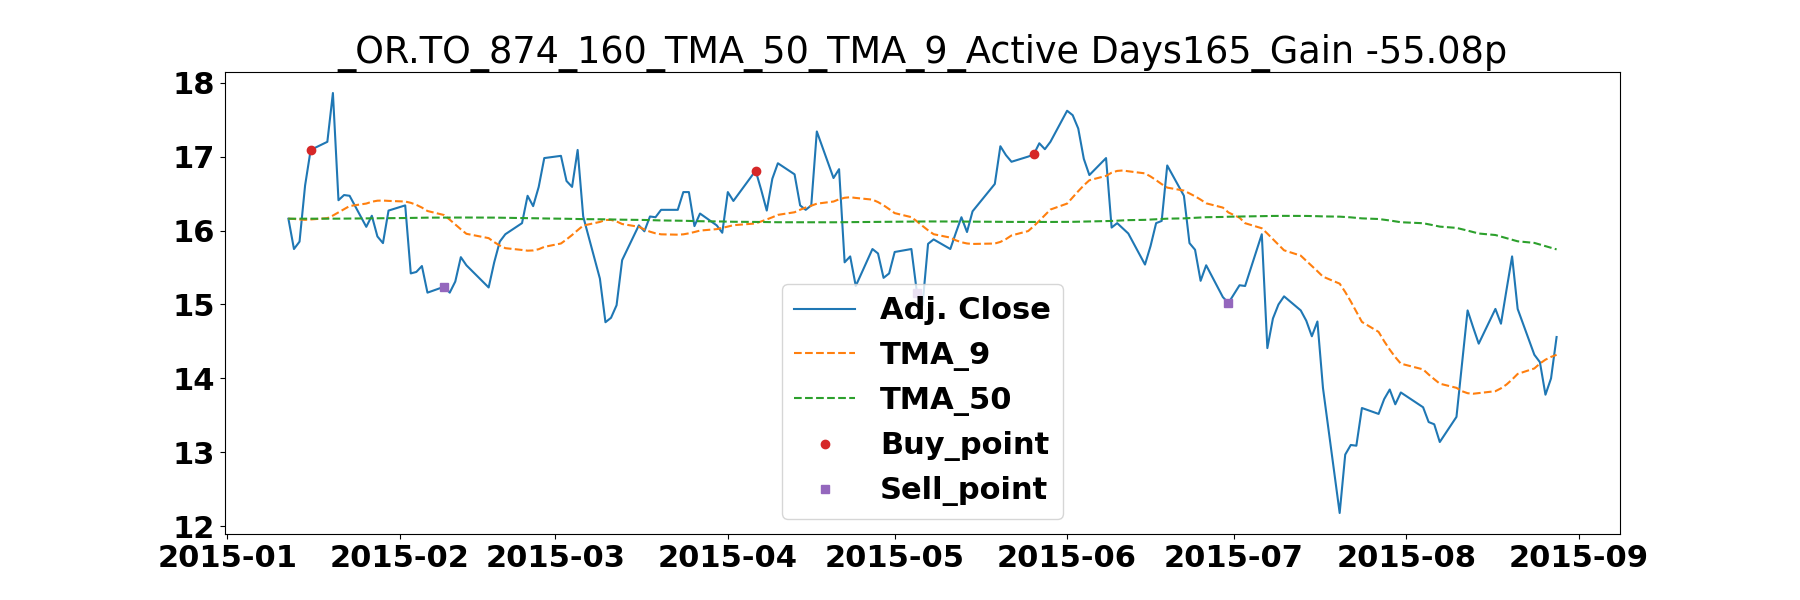 _OR.TO_874_160_TMA_50_TMA_9_Active Days165_Gain -55.08p
18
17
16
15
14
13
12
Adj. Close
TMA_9
TMA_50
Buy_point
Sell_point
2015-01 2015-02 2015-03 2015-04 2015-05 2015-06 2015-07 2015-08 2015-09